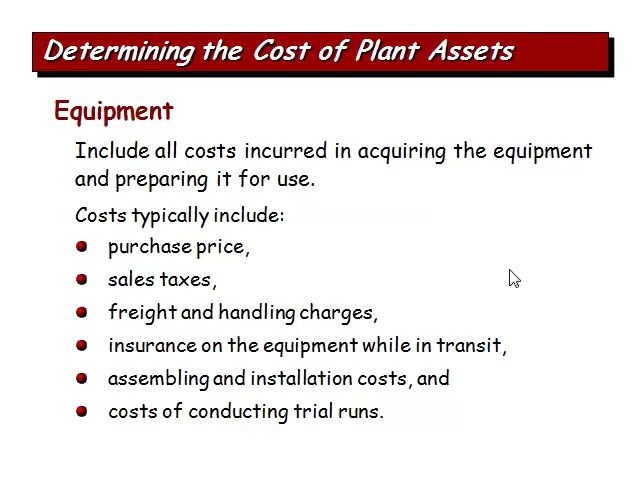 Determining the Cost of Plant Assets
Equipment
Include all costs incurred in acquiring the equipment
and preparing it for use.
Costs typically include:
purchase price,
sales taxes,
freight and handling charges,
insurance on the equipment while in transit,
assembling and installation costs, and
costs of conducting trial runs.